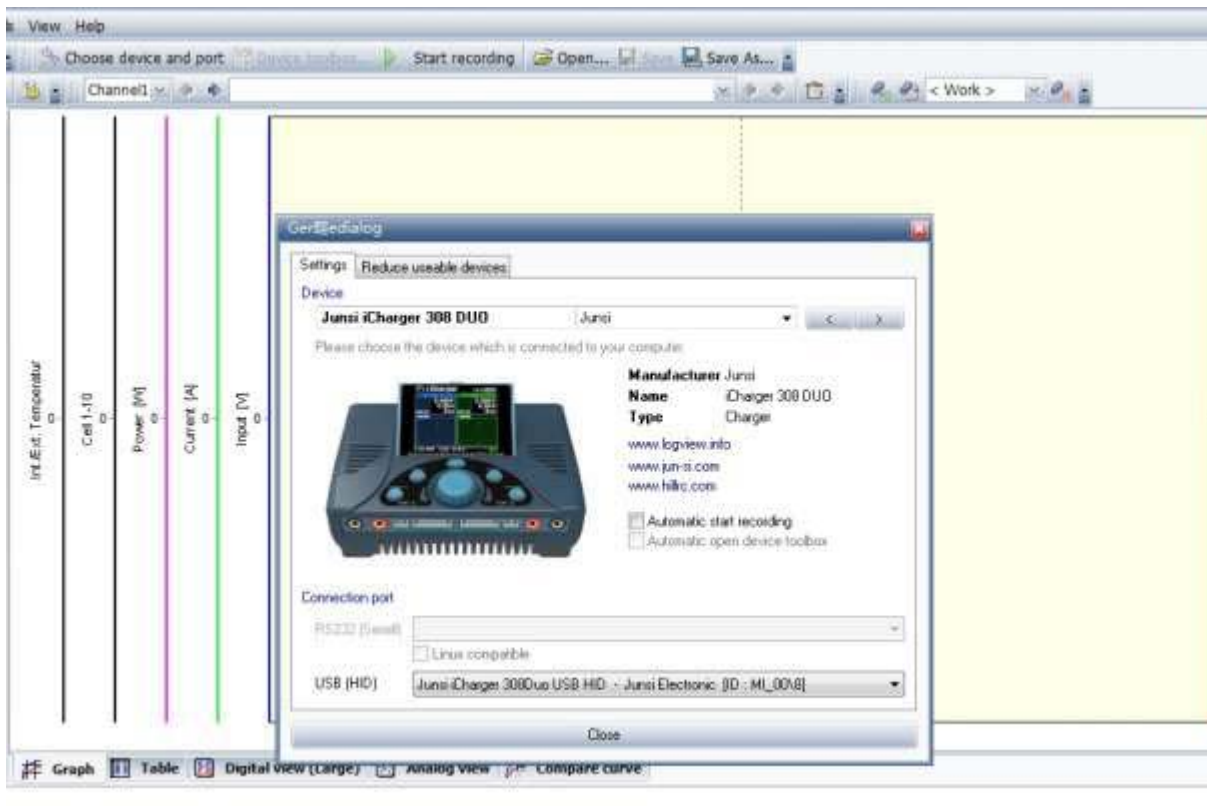 View Help
Choose device and port Start recording Open... Save Save As...
Channel1 < Work >
Settings Reduce useable devices
Device
Junsi iCharger 308 DUO Junsi < >
Please choose the device which is connected to your computer
Manufacturer Junsi
Name iCharger 308 DUO
Type Charger
www.logview.info
www.jun-si.com
www.hillrc.com
Automatic start recording
Automatic open device toolbox
Int./Ext. Temperatur 0
Cell 1-10 0
Power [W] 0
Current [A] 0
Input [V] 0
Connection port
RS232 (Serial)
Linux compatible
USB (HID) Junsi iCharger 308Duo USB HID - Junsi Electronic
Close
Graph Table Digital View (Large) Analog View Compare curve